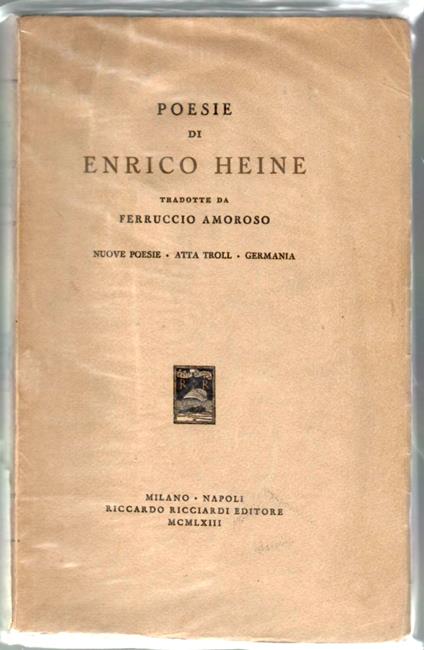 POESIE
DI
ENRICO HEINE
TRADOTTE DA
FERRUCCIO AMOROSO
NUOVE POESIE • ATTA TROLL • GERMANIA
R R
MILANO • NAPOLI
RICCARDO RICCIARDI EDITORE
MCMLXIII